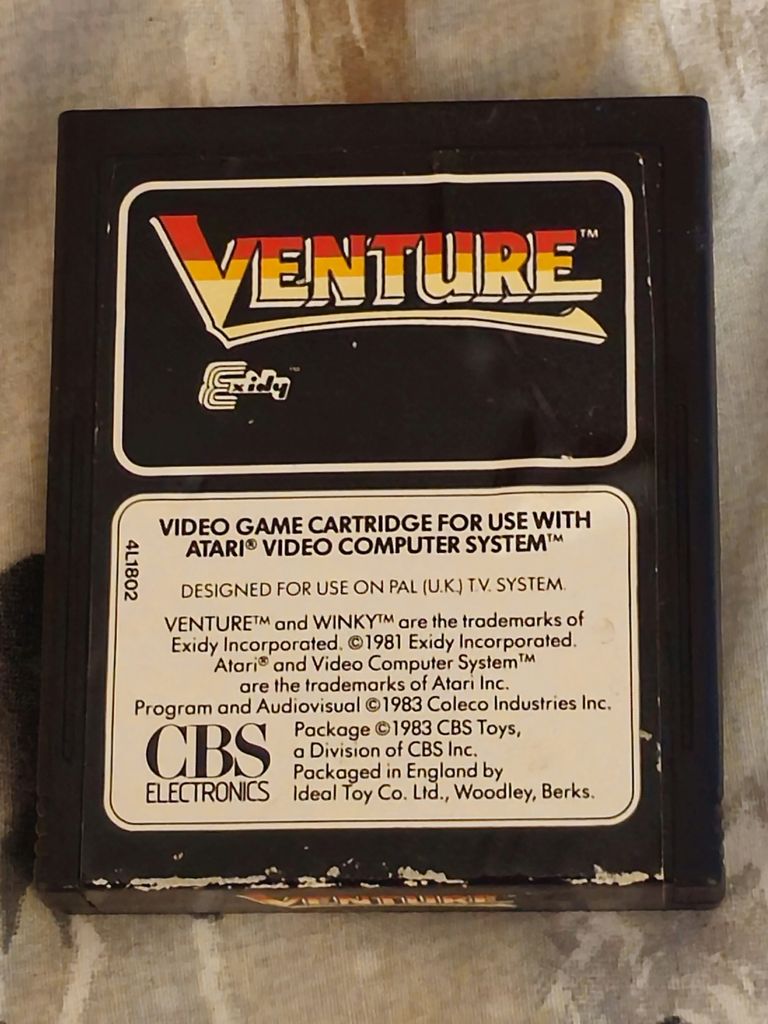 VENTURE™
Exidy™
VIDEO GAME CARTRIDGE FOR USE WITH
ATARI® VIDEO COMPUTER SYSTEM™
4L1802
DESIGNED FOR USE ON PAL (U.K.) T.V. SYSTEM.
VENTURE™ and WINKY™ are the trademarks of
Exidy Incorporated. ©1981 Exidy Incorporated.
Atari® and Video Computer System™
are the trademarks of Atari Inc.
Program and Audiovisual ©1983 Coleco Industries Inc.
CBS
ELECTRONICS
Package ©1983 CBS Toys,
a Division of CBS Inc.
Packaged in England by
Ideal Toy Co. Ltd., Woodley, Berks.
VENTURE